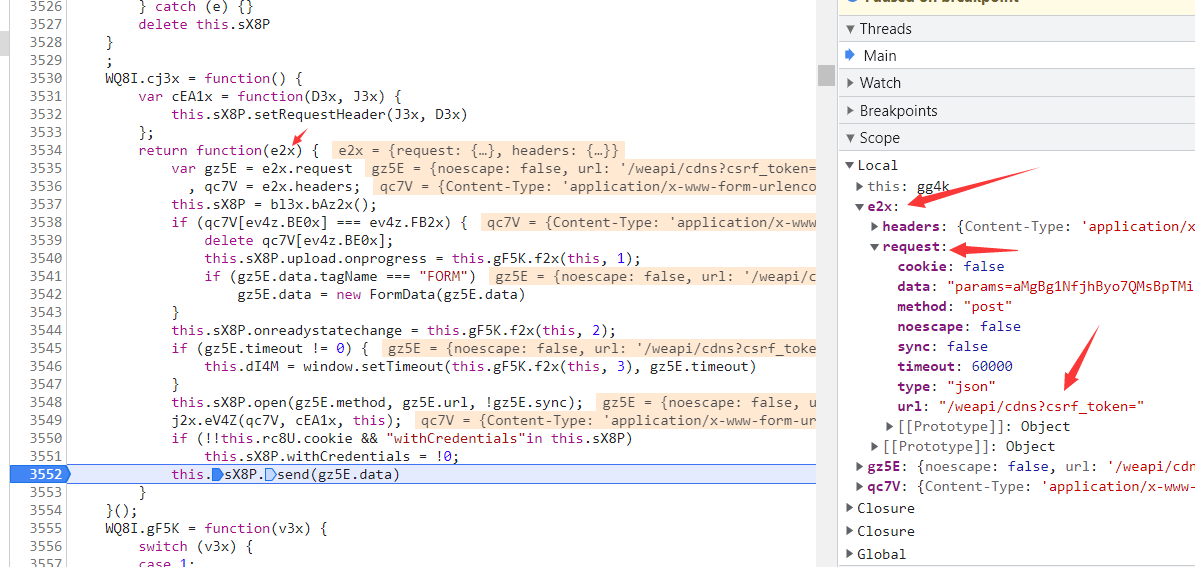 3526 } catch (e) {}
3527 delete this.sX8P
3528 }
3529 ;
3530 WQ8I.cj3x = function() {
3531 var cEA1x = function(D3x, J3x) {
3532 this.sX8P.setRequestHeader(J3x, D3x)
3533 };
3534 return function(e2x) { e2x = {request: {…}, headers: {…}}
3535 var gz5E = e2x.request gz5E = {noescape: false, url: '/weapi/cdns?csrf_token=
3536 , qc7V = e2x.headers; qc7V = {Content-Type: 'application/x-www-form-urlenco
3537 this.sX8P = bl3x.bAz2x();
3538 if (qc7V[ev4z.BE0x] === ev4z.FB2x) { qc7V = {Content-Type: 'application/x-www
3539 delete qc7V[ev4z.BE0x];
3540 this.sX8P.upload.onprogress = this.gF5K.f2x(this, 1);
3541 if (gz5E.data.tagName === "FORM") gz5E = {noescape: false, url: '/weapi/c
3542 gz5E.data = new FormData(gz5E.data)
3543 }
3544 this.sX8P.onreadystatechange = this.gF5K.f2x(this, 2);
3545 if (gz5E.timeout != 0) { gz5E = {noescape: false, url: '/weapi/cdns?csrf_toke
3546 this.dI4M = window.setTimeout(this.gF5K.f2x(this, 3), gz5E.timeout)
3547 }
3548 this.sX8P.open(gz5E.method, gz5E.url, !gz5E.sync); gz5E = {noescape: false, u
3549 j2x.eV4Z(qc7V, cEA1x, this); qc7V = {Content-Type: 'application/x-www-form-ur
3550 if (!!this.rc8U.cookie && "withCredentials"in this.sX8P)
3551 this.sX8P.withCredentials = !0;
3552 this.sX8P.send(gz5E.data)
3553 }
3554 }();
3555 WQ8I.gF5K = function(v3x) {
3556 switch (v3x) {
3557 case 1:
Paused on breakpoint
Threads
Main
Watch
Breakpoints
Scope
Local
this: gg4k
e2x:
headers: {Content-Type: 'application/x
request:
cookie: false
data: "params=aMgBg1NfjhByo7QMsBpTMi
method: "post"
noescape: false
sync: false
timeout: 60000
type: "json"
url: "/weapi/cdns?csrf_token="
[[Prototype]]: Object
[[Prototype]]: Object
gz5E: {noescape: false, url: '/weapi/cdn
qc7V: {Content-Type: 'application/x-www-
Closure
Closure
Global